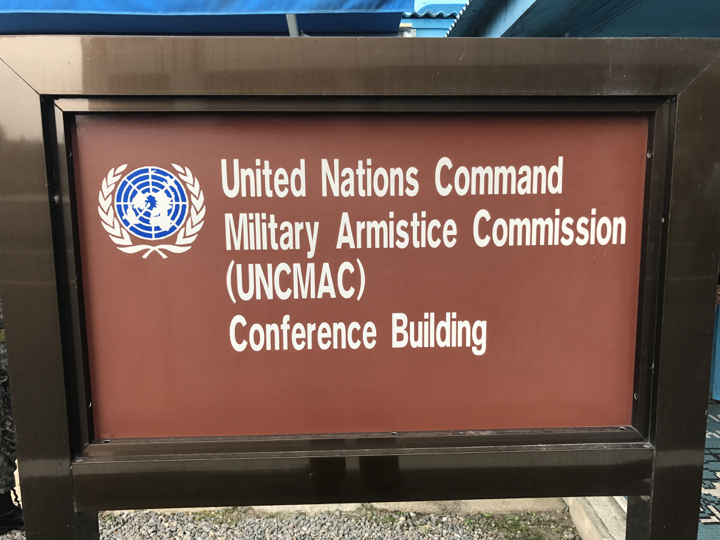 United Nations Command
Military Armistice Commission
(UNCMAC)
Conference Building